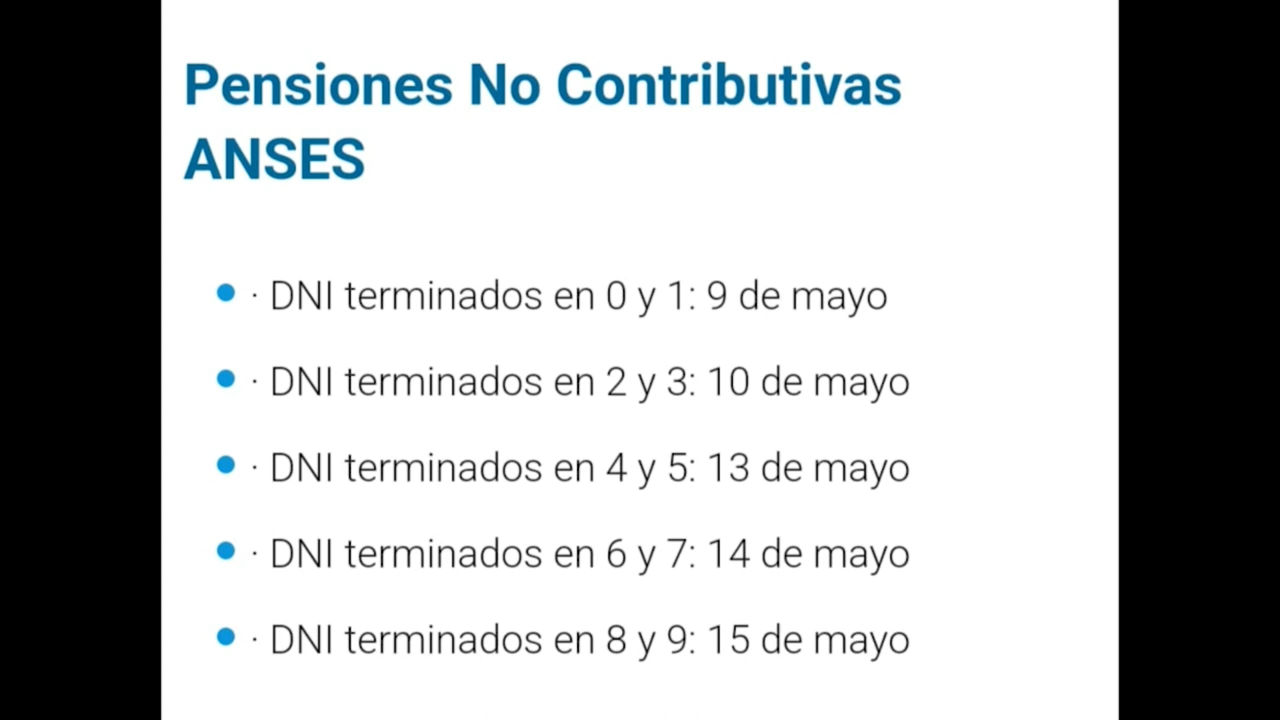 Pensiones No Contributivas
ANSES
· DNI terminados en 0 y 1: 9 de mayo
· DNI terminados en 2 y 3: 10 de mayo
· DNI terminados en 4 y 5: 13 de mayo
· DNI terminados en 6 y 7: 14 de mayo
· DNI terminados en 8 y 9: 15 de mayo